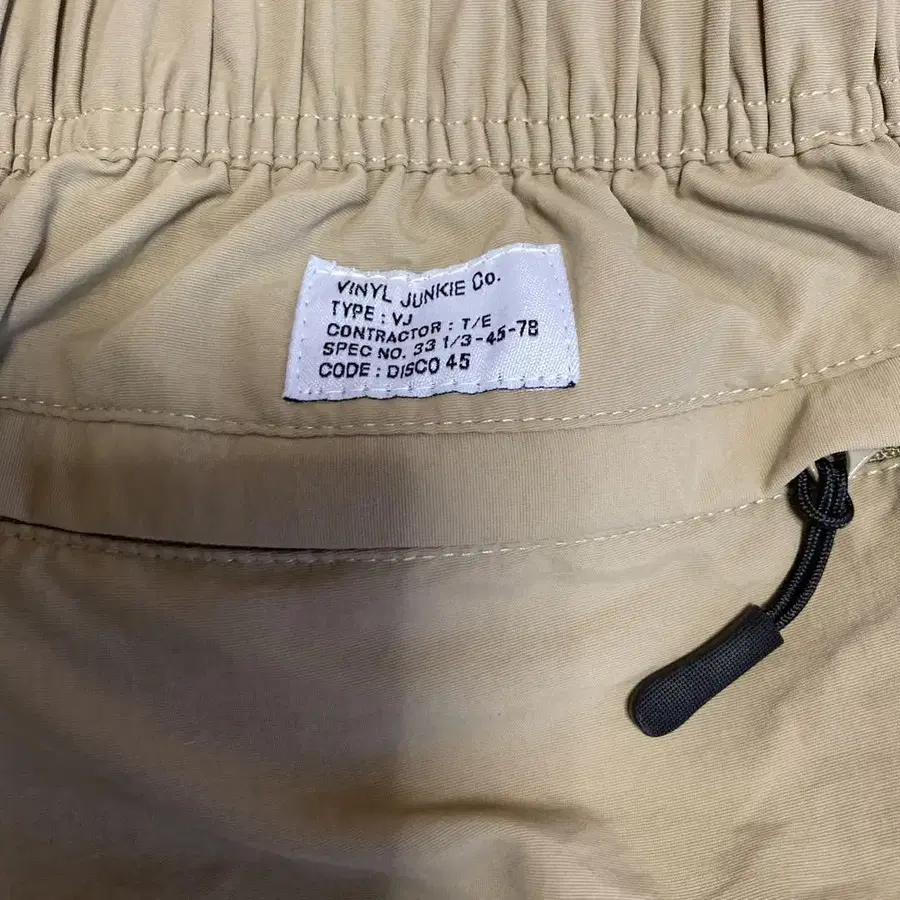 VINYL JUNKIE Co.
TYPE : VJ
CONTRACTOR : T/E
SPEC NO. 33 1/3-45-78
CODE : DISCO 45